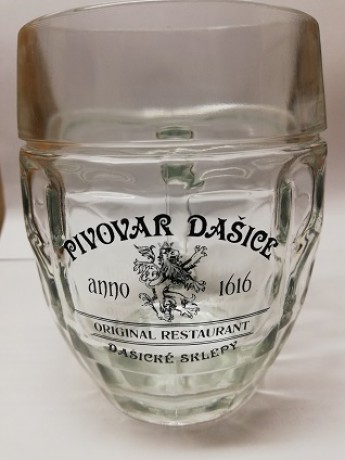 PIVOVAR DAŠICE
anno 1616
ORIGINAL RESTAURANT
DAŠICKÉ SKLEPY